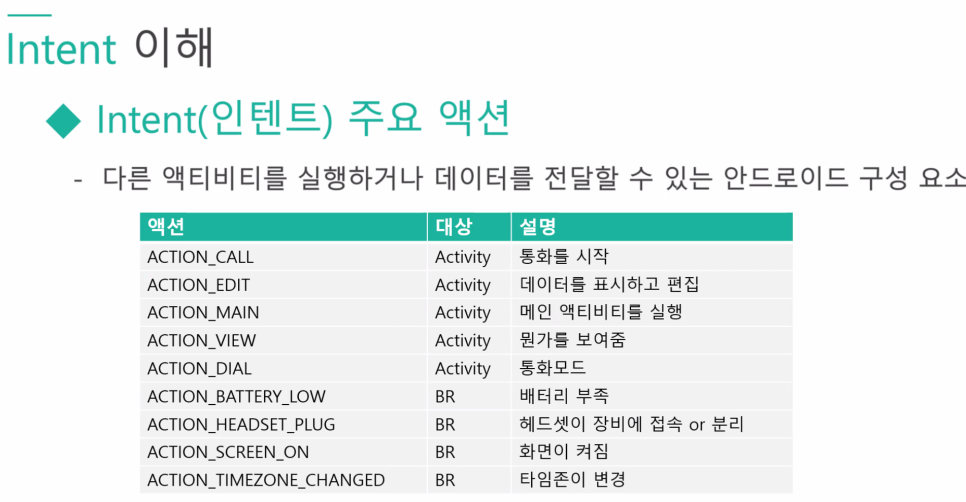 Intent 이해
◆ Intent(인텐트) 주요 액션
- 다른 액티비티를 실행하거나 데이터를 전달할 수 있는 안드로이드 구성 요소
액션 대상 설명
ACTION_CALL Activity 통화를 시작
ACTION_EDIT Activity 데이터를 표시하고 편집
ACTION_MAIN Activity 메인 액티비티를 실행
ACTION_VIEW Activity 뭔가를 보여줌
ACTION_DIAL Activity 통화모드
ACTION_BATTERY_LOW BR 배터리 부족
ACTION_HEADSET_PLUG BR 헤드셋이 장비에 접속 or 분리
ACTION_SCREEN_ON BR 화면이 켜짐
ACTION_TIMEZONE_CHANGED BR 타임존이 변경